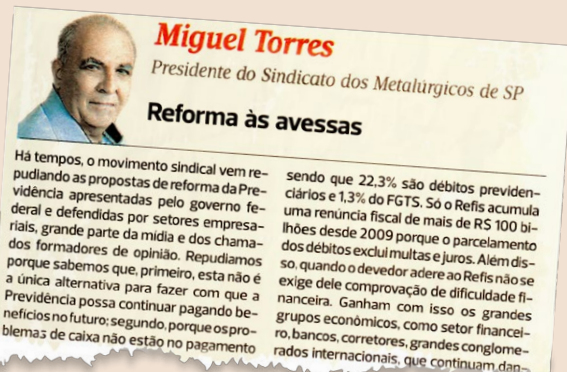 Miguel Torres
Presidente do Sindicato dos Metalúrgicos de SP
Reforma às avessas
Há tempos, o movimento sindical vem re-
pudiando as propostas de reforma da Pre-
vidência apresentadas pelo governo fe-
deral e defendidas por setores empresa-
riais, grande parte da mídia e dos chama-
dos formadores de opinião. Repudiamos
porque sabemos que, primeiro, esta não é
a única alternativa para fazer com que a
Previdência possa continuar pagando be-
nefícios no futuro; segundo, porque os pro-
blemas de caixa não estão no pagamento
sendo que 22,3% são débitos previden-
ciários e 1,3% do FGTS. Só o Refis acumula
uma renúncia fiscal de mais de R$ 100 bi-
lhões desde 2009 porque o parcelamento
dos débitos exclui multas e juros. Além dis-
so, quando o devedor adere ao Refis não se
exige dele comprovação de dificuldade fi-
nanceira. Ganham com isso os grandes
grupos econômicos, como setor financei-
ro, bancos, corretores, grandes conglome-
rados internacionais, que continuam dan-